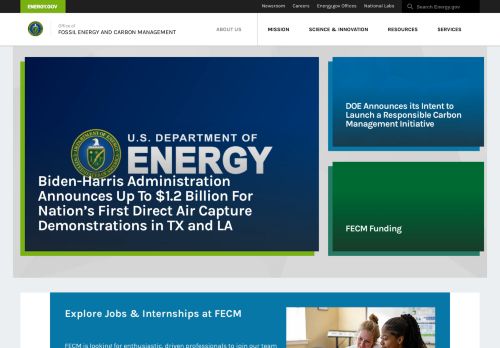 ENERGY.GOV
Newsroom Careers Energy.gov Offices National Labs Search Energy.gov
Office of
FOSSIL ENERGY AND CARBON MANAGEMENT
ABOUT US MISSION SCIENCE & INNOVATION RESOURCES SERVICES
U.S. DEPARTMENT OF
ENERGY
Biden-Harris Administration
Announces Up To $1.2 Billion For
Nation's First Direct Air Capture
Demonstrations in TX and LA
DOE Announces its Intent to
Launch a Responsible Carbon
Management Initiative
FECM Funding
Explore Jobs & Internships at FECM
FECM is looking for enthusiastic, driven professionals to join our team